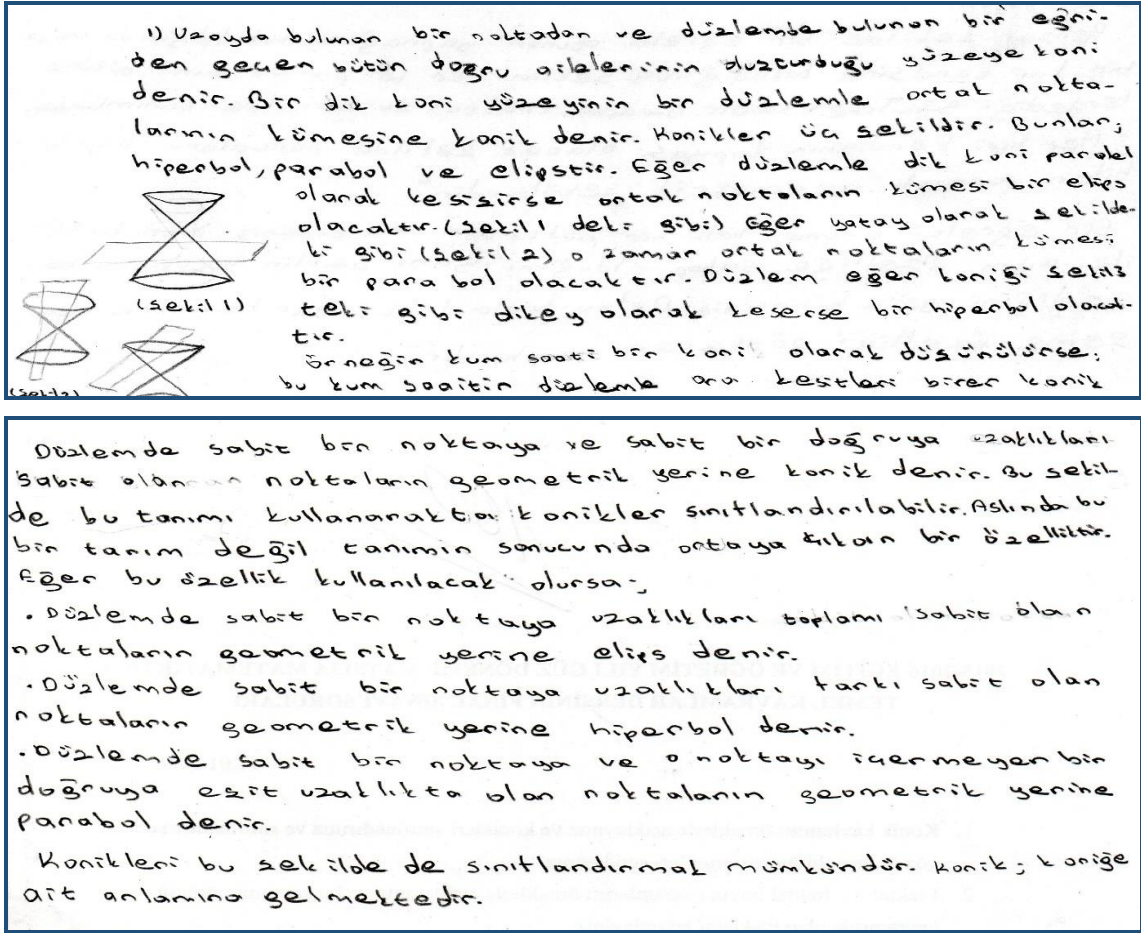 1) Uzayda bulunan bir noktadan ve düzlemde bulunan bir eğri-
den geçen bütün doğru ailelerinin oluşturduğu yüzeye koni
denir. Bir dik koni yüzeyinin bir düzlemle ortak nokta-
larının kümesine konik denir. Konikler üç şekildir. Bunlar;
hiperbol, parabol ve elipstir. Eğer düzlemle dik koni paralel
olarak kesişirse ortak noktaların kümesi bir elips
olacaktır (şekil 1 deki gibi) Eğer yatay olarak şekilde-
ki gibi (şekil 2) o zaman ortak noktaların kümesi
bir parabol olacaktır. Düzlem eğer koniği şekil 3
teki gibi dikey olarak keserse bir hiperbol olacak-
tır.
Örneğin kum saati bir konik olarak düşünülürse;
bu kum saatin düzlemle ara kesitleri birer konik
(şekil 1)
(şekil 2)
Düzlemde sabit bir noktaya ve sabit bir doğruya uzaklıkları
sabit olan noktaların geometrik yerine konik denir. Bu şekil-
de bu tanımı kullanarakta konikler sınıflandırılabilir. Aslında bu
bir tanım değil tanımın sonucunda ortaya çıkan bir özelliktir.
Eğer bu özellik kullanılacak olursa;
. Düzlemde sabit bir noktaya uzaklıkları toplamı sabit olan
noktaların geometrik yerine elips denir.
. Düzlemde sabit bir noktaya uzaklıkları farkı sabit olan
noktaların geometrik yerine hiperbol denir.
. Düzlemde sabit bir noktaya ve o noktayı içermeyen bir
doğruya eşit uzaklıkta olan noktaların geometrik yerine
parabol denir.
Konikleri bu şekilde de sınıflandırmak mümkündür. Konik; koniğe
ait anlamına gelmektedir.